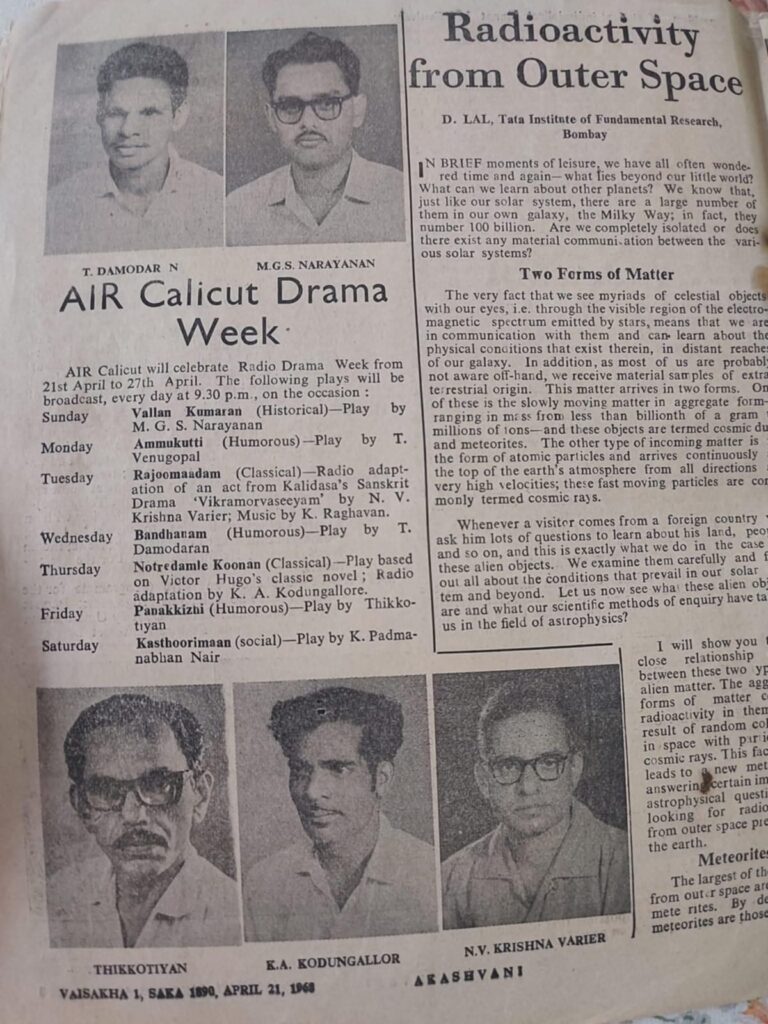 T. DAMODAR N
M.G.S. NARAYANAN
AIR Calicut Drama
Week
AIR Calicut will celebrate Radio Drama Week from
21st April to 27th April. The following plays will be
broadcast, every day at 9.30 p.m., on the occasion :
Sunday Vallan Kumaran (Historical)—Play by
M. G. S. Narayanan
Monday Ammukutti (Humorous)—Play by T.
Venugopal
Tuesday Rajoomaadam (Classical)—Radio adapt-
ation of an act from Kalidasa's Sanskrit
Drama 'Vikramorvaseeyam' by N. V.
Krishna Varier; Music by K. Raghavan.
Wednesday Bandhanam (Humorous)—Play by T.
Damodaran
Thursday Notredamle Koonan (Classical)—Play based
on Victor Hugo's classic novel ; Radio
adaptation by K. A. Kodungallore.
Friday Panakkizhi (Humorous)—Play by Thikko-
tiyan
Saturday Kasthoorimaan (social)—Play by K. Padma-
nabhan Nair
THIKKOTIYAN
K.A. KODUNGALLOR
N.V. KRISHNA VARIER
Radioactivity
from Outer Space
D. LAL, Tata Institute of Fundamental Research,
Bombay
IN BRIEF moments of leisure, we have all often wonde-
red time and again—what lies beyond our little world?
What can we learn about other planets? We know that,
just like our solar system, there are a large number of
them in our own galaxy, the Milky Way; in fact, they
number 100 billion. Are we completely isolated or does
there exist any material communi.ation between the vari-
ous solar systems?
Two Forms of Matter
The very fact that we see myriads of celestial objects
with our eyes, i.e. through the visible region of the electro-
magnetic spectrum emitted by stars, means that we are
in communication with them and can learn about the
physical conditions that exist therein, in distant reaches
of our galaxy. In addition, as most of us are probably
not aware off-hand, we receive material samples of extra
terrestrial origin. This matter arrives in two forms. On
of these is the slowly moving matter in aggregate form-
ranging in mass from less than billionth of a gram
millions of tons—and these objects are termed cosmic du
and meteorites. The other type of incoming matter is
the form of atomic particles and arrives continuously
the top of the earth's atmosphere from all directions
very high velocities; these fast moving particles are com
monly termed cosmic rays.
Whenever a visitor comes from a foreign country
ask him lots of questions to learn about his land, peo
and so on, and this is exactly what we do in the case
these alien objects. We examine them carefully and f
out all about the conditions that prevail in our solar
tem and beyond. Let us now see what these alien obj
are and what our scientific methods of enquiry have ta
us in the field of astrophysics?
I will show you t
close relationship
between these two yp
alien matter. The agg
forms of matter c
radioactivity in them
result of random col
in space with par ic
cosmic rays. This fac
leads to a new met
answering certain im
astrophysical questi
looking for radio
from outer space pre
the earth.
Meteorites
The largest of th
from outer space are
mete rites. By de
meteorites are those
VAISAKHA 1, SAKA 1890, APRIL 21, 1968
AKASHVANI